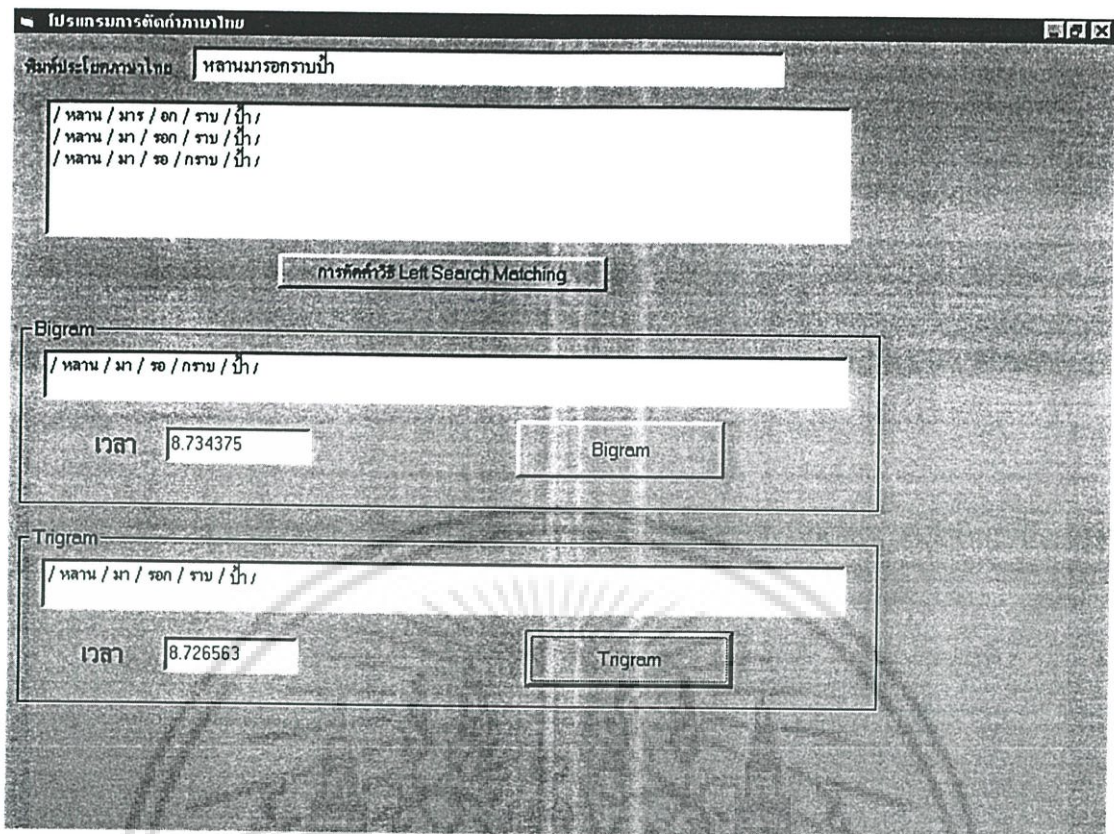 โปรแกรมการตัดคำภาษาไทย
พิมพ์ประโยคภาษาไทย หลานมารอกราบป้า
/ หลาน / มาร / อก / ราบ / ป้า /
/ หลาน / มา / รอก / ราบ / ป้า /
/ หลาน / มา / รอ / กราบ / ป้า /
การตัดคำวิธี Left Search Matching
Bigram
/ หลาน / มา / รอ / กราบ / ป้า /
เวลา 8.734375 Bigram
Trigram
/ หลาน / มา / รอก / ราบ / ป้า /
เวลา 8.726563 Trigram